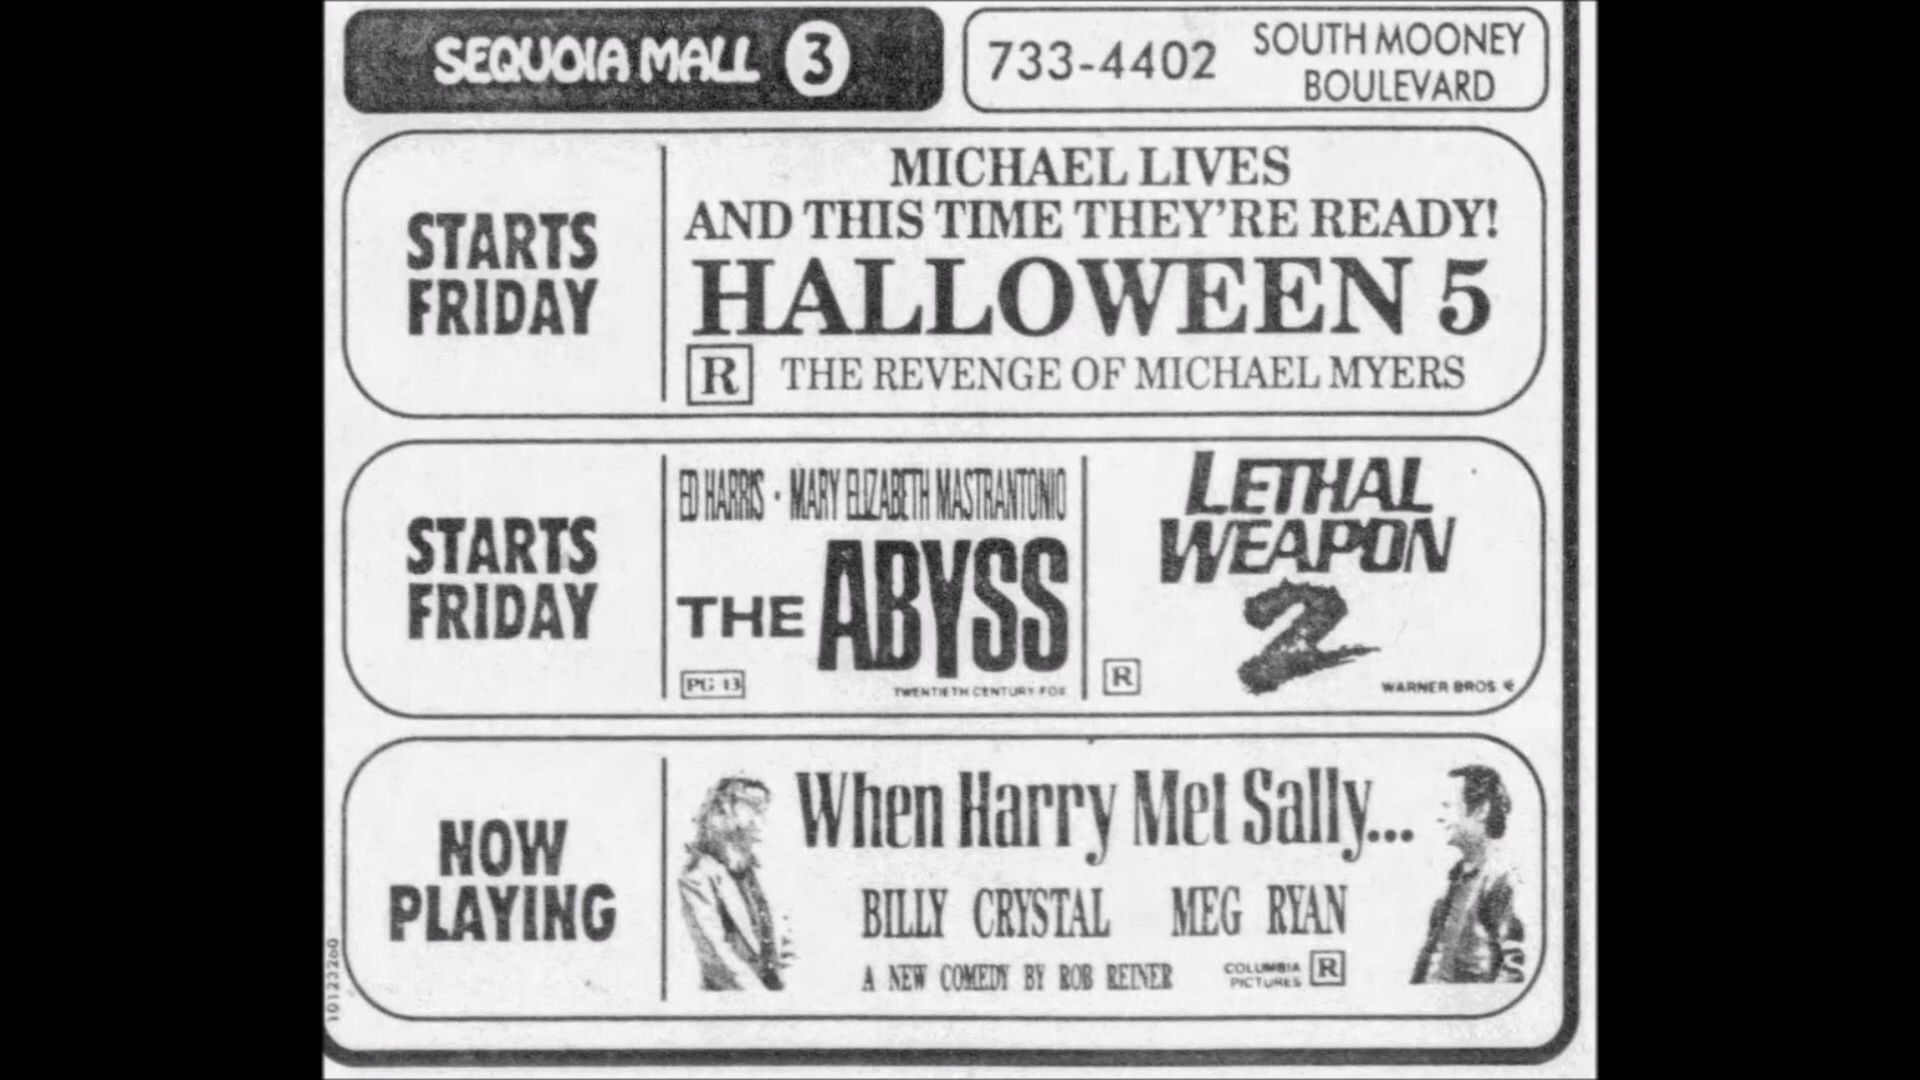 SEQUOIA MALL 3
733-4402
SOUTH MOONEY
BOULEVARD
STARTS
FRIDAY
MICHAEL LIVES
AND THIS TIME THEY'RE READY!
HALLOWEEN 5
R THE REVENGE OF MICHAEL MYERS
STARTS
FRIDAY
ED HARRIS · MARY ELIZABETH MASTRANTONIO
THE ABYSS
PG 13
TWENTIETH CENTURY FOX
LETHAL
WEAPON
2
R
WARNER BROS.
NOW
PLAYING
When Harry Met Sally...
BILLY CRYSTAL MEG RYAN
A NEW COMEDY BY ROB REINER
COLUMBIA
PICTURES
R